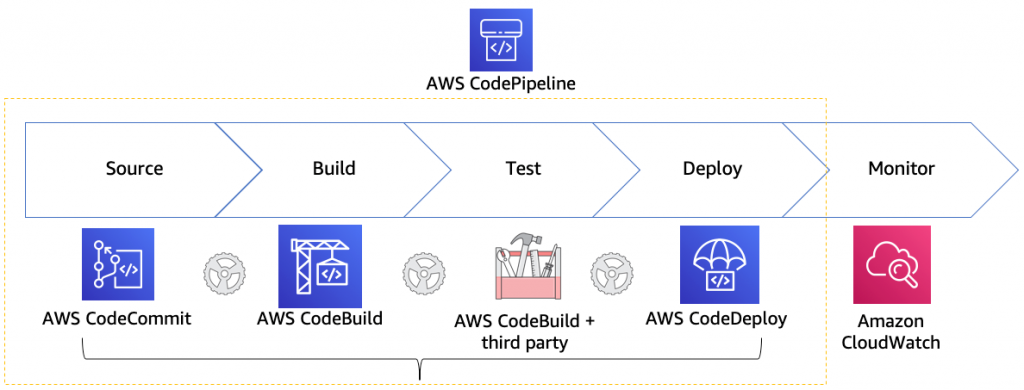 AWS CodePipeline
Source
Build
Test
Deploy
Monitor
AWS CodeCommit
AWS CodeBuild
AWS CodeBuild +
third party
AWS CodeDeploy
Amazon
CloudWatch